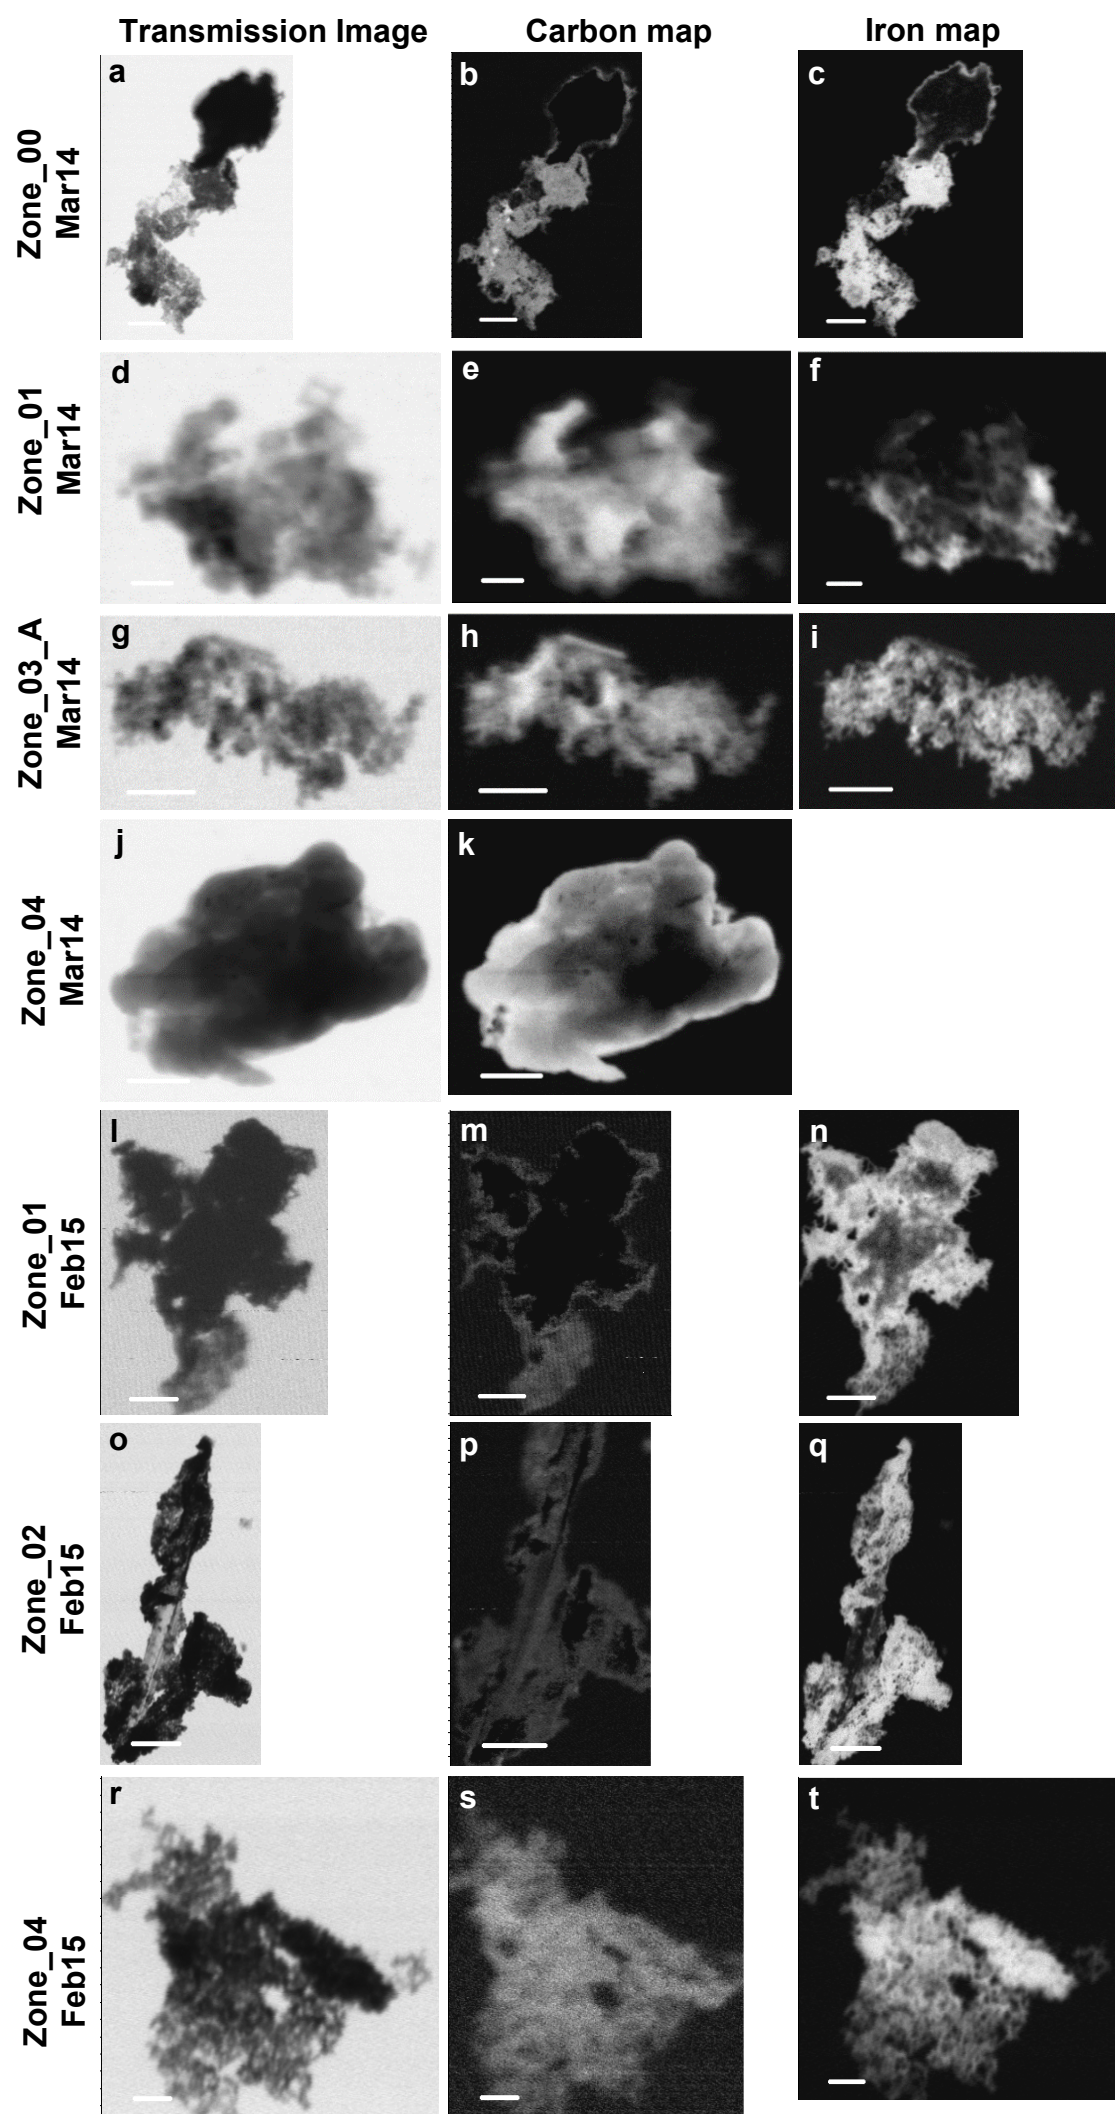 Transmission Image Carbon map Iron map
Zone_00
Mar14
a b c
Zone_01
Mar14
d e f
Zone_03_A
Mar14
g h i
Zone_04
Mar14
j k
Zone_01
Feb15
l m n
Zone_02
Feb15
o p q
Zone_04
Feb15
r s t